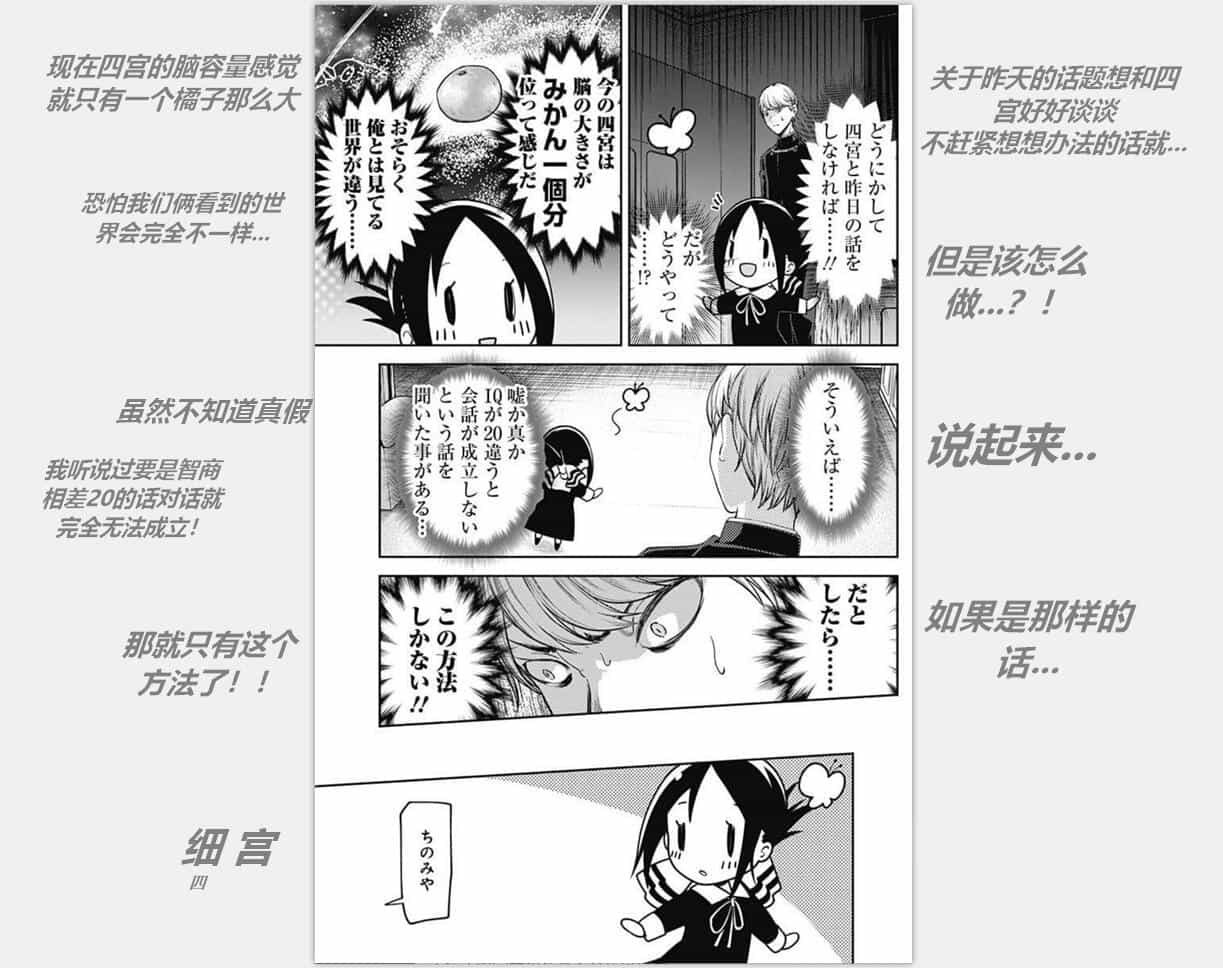 关于昨天的话题想和四
宫好好谈谈
不赶紧想想办法的话就...
但是该怎么
做...？！
说起来...
如果是那样的
话...
どうにかして
四宮と昨日の話を
しなければ……!!
だが
どうやって
……!?
今の四宮は
脳の大きさが
みかん一個分
位って感じだ
おそらく
俺とは見てる
世界が違う……
そういえば……
嘘か真か
IQが20違うと
会話が成立しない
という話を
聞いた事がある…
だと
したら……
この方法
しかない!!
ちのみや
现在四宫的脑容量感觉
就只有一个橘子那么大
恐怕我们俩看到的世
界会完全不一样...
虽然不知道真假
我听说过要是智商
相差20的话对话就
完全无法成立！
那就只有这个
方法了！！
细 宫
四